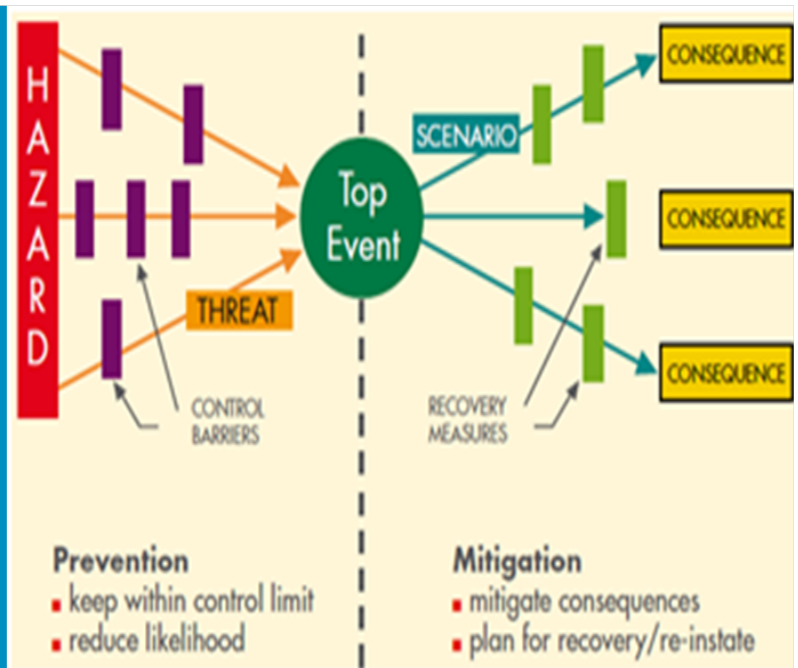 HAZARD
CONSEQUENCE
SCENARIO
Top
Event
CONSEQUENCE
THREAT
CONSEQUENCE
CONTROL
BARRIERS
RECOVERY
MEASURES
Prevention
keep within control limit
reduce likelihood
Mitigation
mitigate consequences
plan for recovery/re-instate